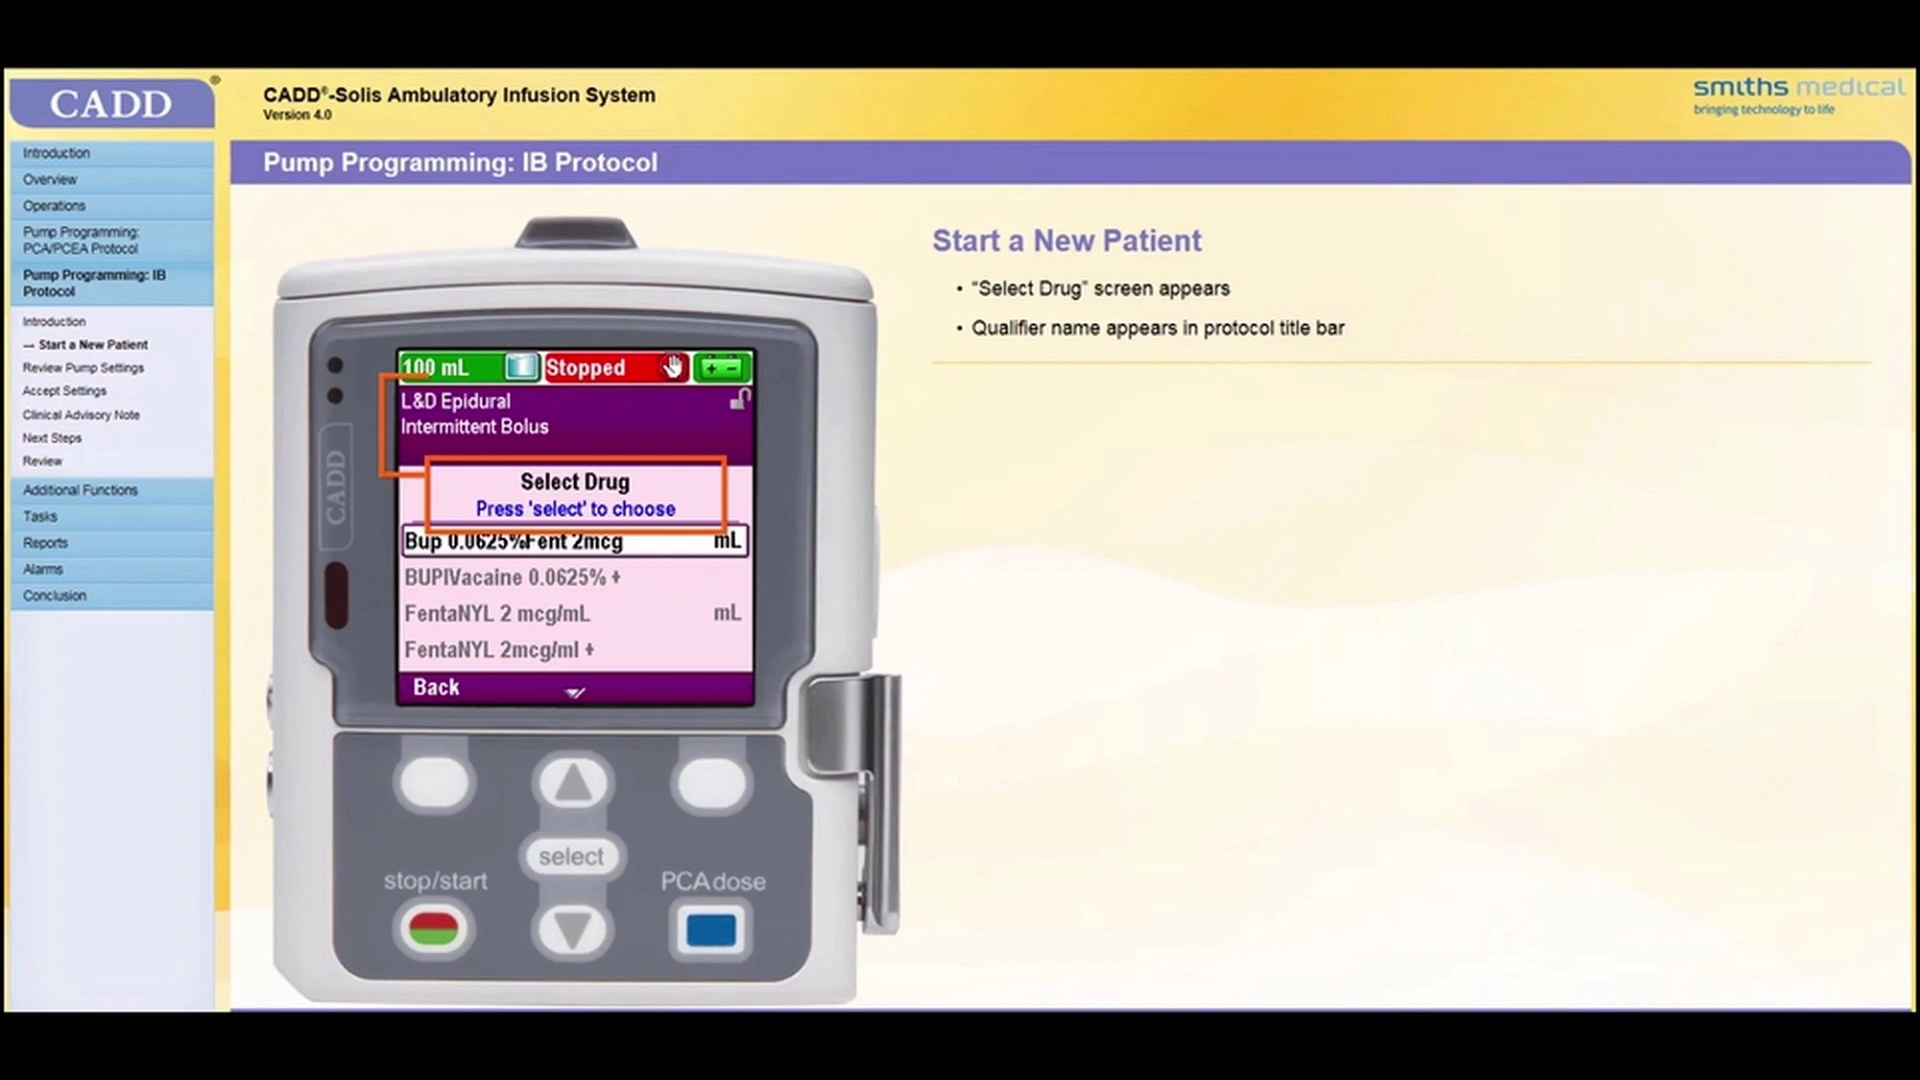 CADD®
CADD®-Solis Ambulatory Infusion System
Version 4.0
smiths medical
bringing technology to life
Introduction
Overview
Operations
Pump Programming:
PCA/PCEA Protocol
Pump Programming: IB
Protocol
Introduction
→ Start a New Patient
Review Pump Settings
Accept Settings
Clinical Advisory Note
Next Steps
Review
Additional Functions
Tasks
Reports
Alarms
Conclusion
Pump Programming: IB Protocol
CADD
100 mL Stopped
L&D Epidural
Intermittent Bolus
Select Drug
Press 'select' to choose
Bup 0.0625%Fent 2mcg mL
BUPIVacaine 0.0625% +
FentaNYL 2 mcg/mL mL
FentaNYL 2mcg/ml +
Back
select
stop/start
PCA dose
Start a New Patient
• “Select Drug” screen appears
• Qualifier name appears in protocol title bar